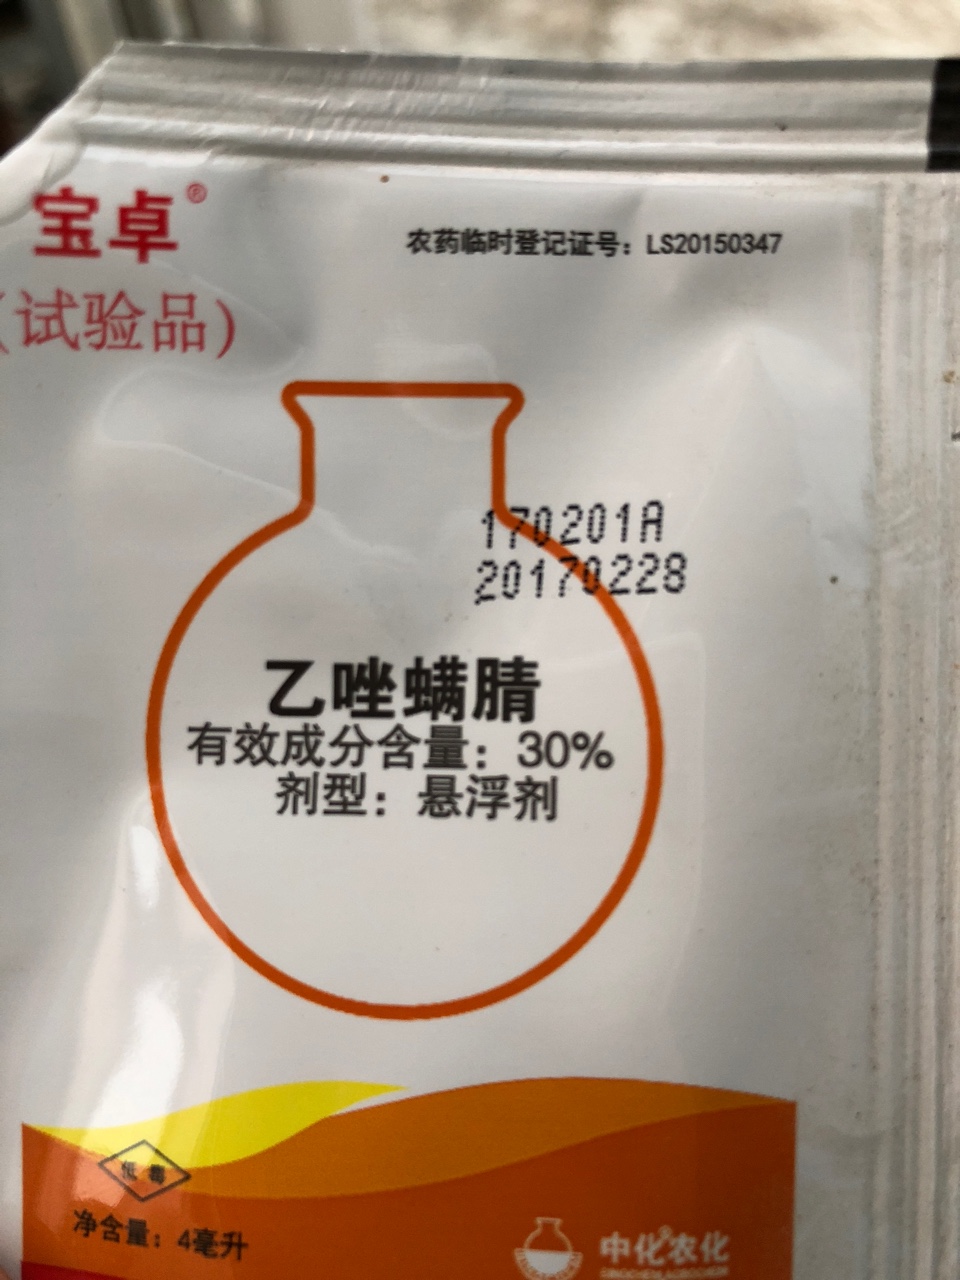 宝卓®
农药临时登记证号：LS20150347
（试验品）
170201A
20170228
乙唑螨腈
有效成分含量：30%
剂型：悬浮剂
低毒
净含量：4毫升
中化®农化